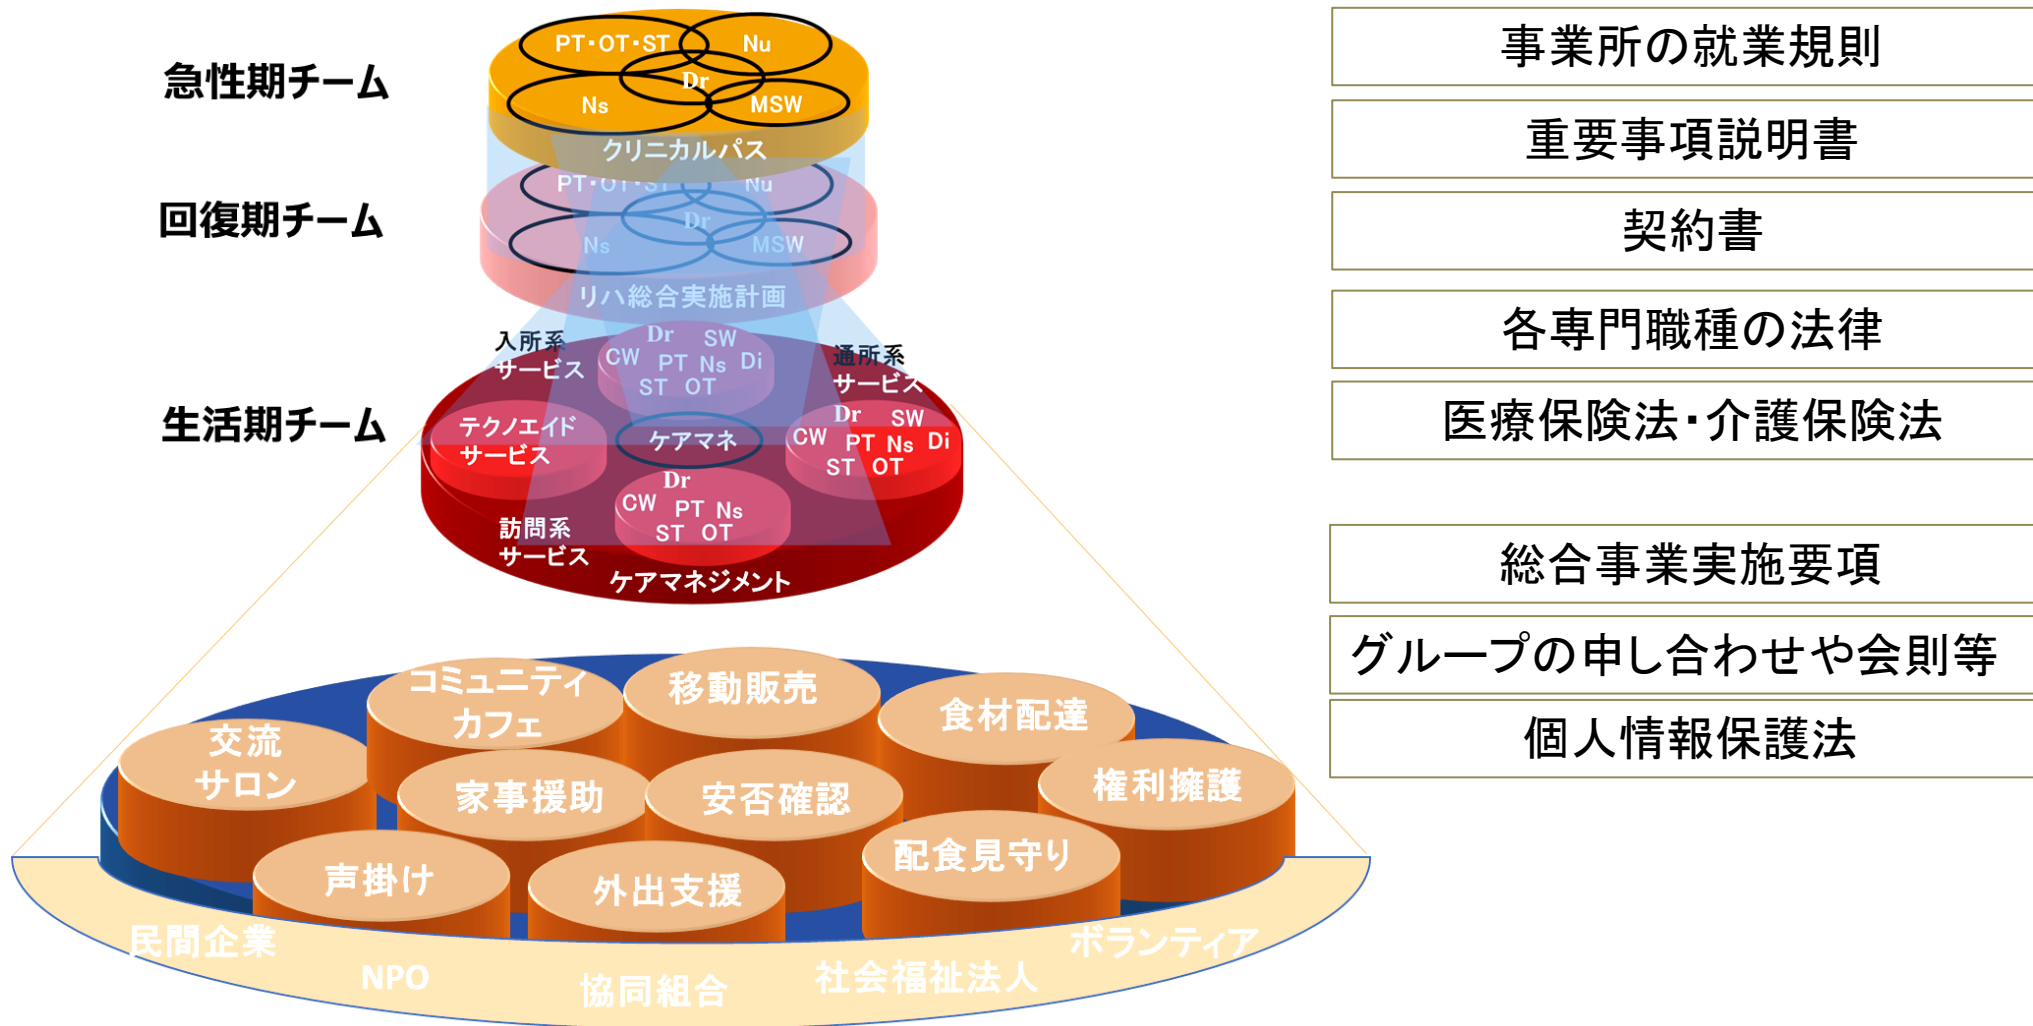 急性期チーム
PT・OT・ST
Nu
Dr
Ns
MSW
クリニカルパス
回復期チーム
PT・OT・ST
Nu
Dr
Ns
MSW
リハ総合実施計画
生活期チーム
入所系
サービス
Dr SW
CW PT Ns Di
ST OT
通所系
サービス
Dr SW
CW PT Ns Di
ST OT
テクノエイド
サービス
ケアマネ
Dr
CW PT Ns
ST OT
訪問系
サービス
ケアマネジメント
コミュニティ
カフェ
移動販売
食材配達
交流
サロン
家事援助
安否確認
権利擁護
声掛け
外出支援
配食見守り
民間企業
NPO
協同組合
社会福祉法人
ボランティア
事業所の就業規則
重要事項説明書
契約書
各専門職種の法律
医療保険法・介護保険法
総合事業実施要項
グループの申し合わせや会則等
個人情報保護法